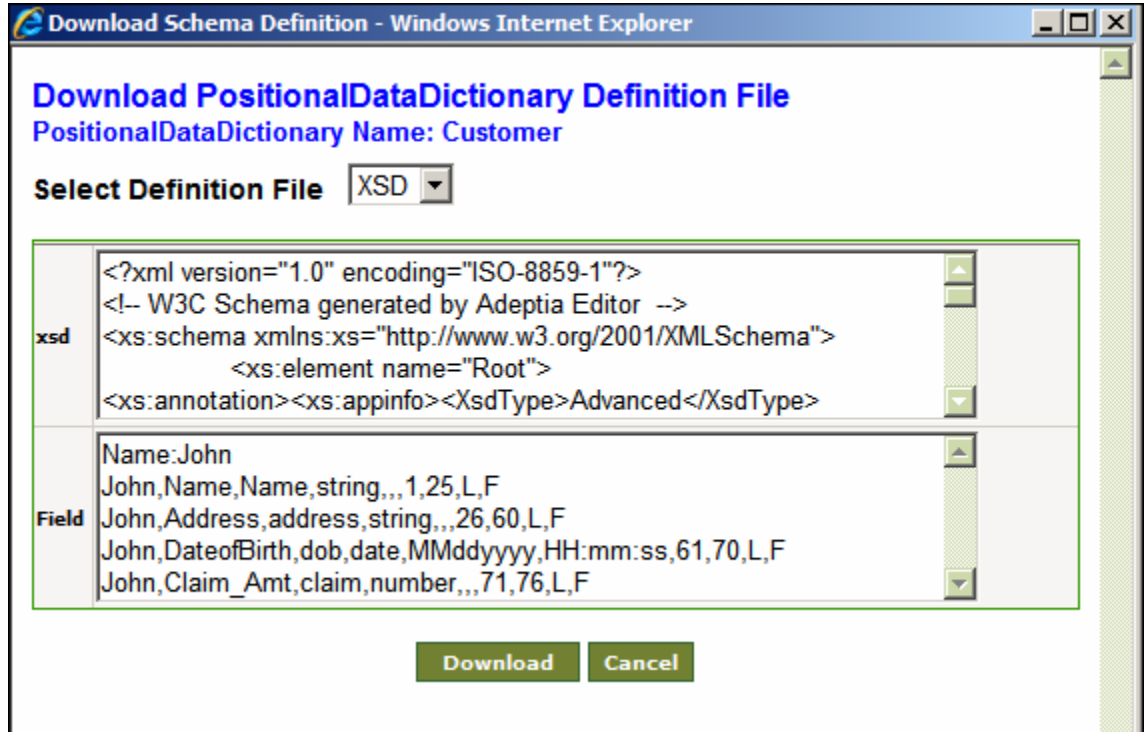 Download Schema Definition - Windows Internet Explorer
Download PositionalDataDictionary Definition File
PositionalDataDictionary Name: Customer
Select Definition File XSD
xsd
<?xml version="1.0" encoding="ISO-8859-1"?>
<!-- W3C Schema generated by Adeptia Editor -->
<xs:schema xmlns:xs="http://www.w3.org/2001/XMLSchema">
<xs:element name="Root">
<xs:annotation><xs:appinfo><XsdType>Advanced</XsdType>
Field
Name:John
John,Name,Name,string,,,1,25,L,F
John,Address,address,string,,,26,60,L,F
John,DateofBirth,dob,date,MMddyyyy,HH:mm:ss,61,70,L,F
John,Claim_Amt,claim,number,,,71,76,L,F
Download Cancel